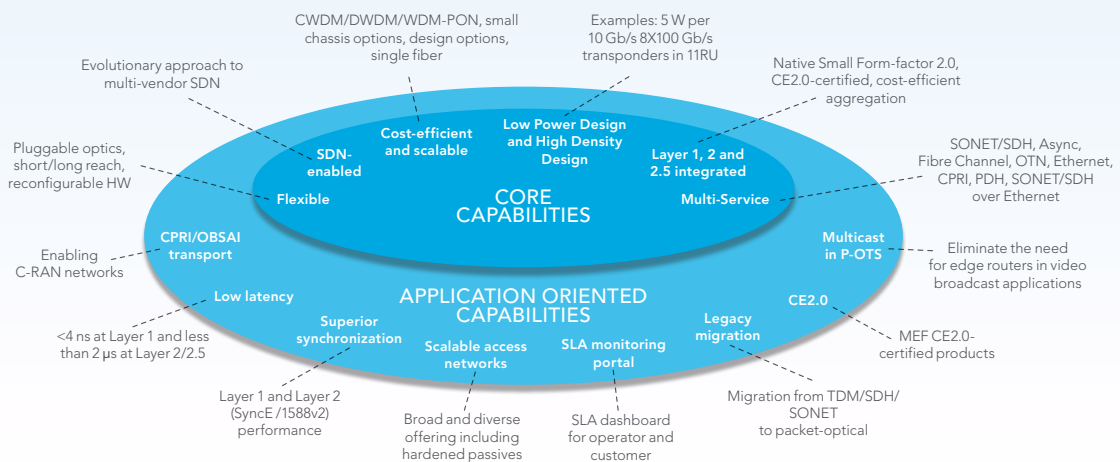 CWDM/DWDM/WDM-PON, small
chassis options, design options,
single fiber
Examples: 5 W per
10 Gb/s 8X100 Gb/s
transponders in 11RU
Evolutionary approach to
multi-vendor SDN
Native Small Form-factor 2.0,
CE2.0-certified, cost-efficient
aggregation
Pluggable optics,
short/long reach,
reconfigurable HW
SONET/SDH, Async,
Fibre Channel, OTN, Ethernet,
CPRI, PDH, SONET/SDH
over Ethernet
Flexible
SDN-
enabled
Cost-efficient
and scalable
Low Power Design
and High Density
Design
Layer 1, 2 and
2.5 integrated
Multi-Service
CORE
CAPABILITIES
CPRI/OBSAI
transport
Low latency
Superior
synchronization
Scalable access
networks
SLA monitoring
portal
Legacy
migration
CE2.0
Multicast
in P-OTS
APPLICATION ORIENTED
CAPABILITIES
Enabling
C-RAN networks
<4 ns at Layer 1 and less
than 2 µs at Layer 2/2.5
Layer 1 and Layer 2
(SyncE /1588v2)
performance
Broad and diverse
offering including
hardened passives
SLA dashboard
for operator and
customer
Migration from TDM/SDH/
SONET
to packet-optical
MEF CE2.0-
certified products
Eliminate the need
for edge routers in video
broadcast applications